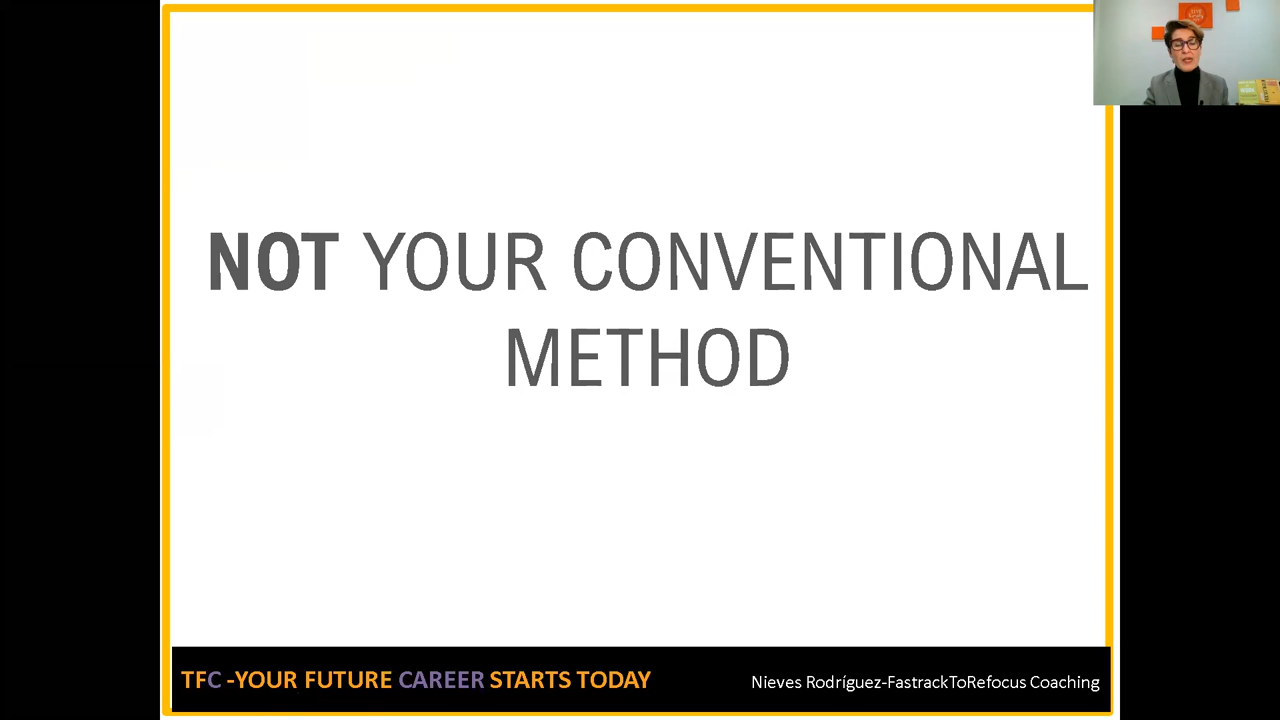 NOT YOUR CONVENTIONAL
METHOD
TFC -YOUR FUTURE CAREER STARTS TODAY
Nieves Rodríguez-FastrackToRefocus Coaching